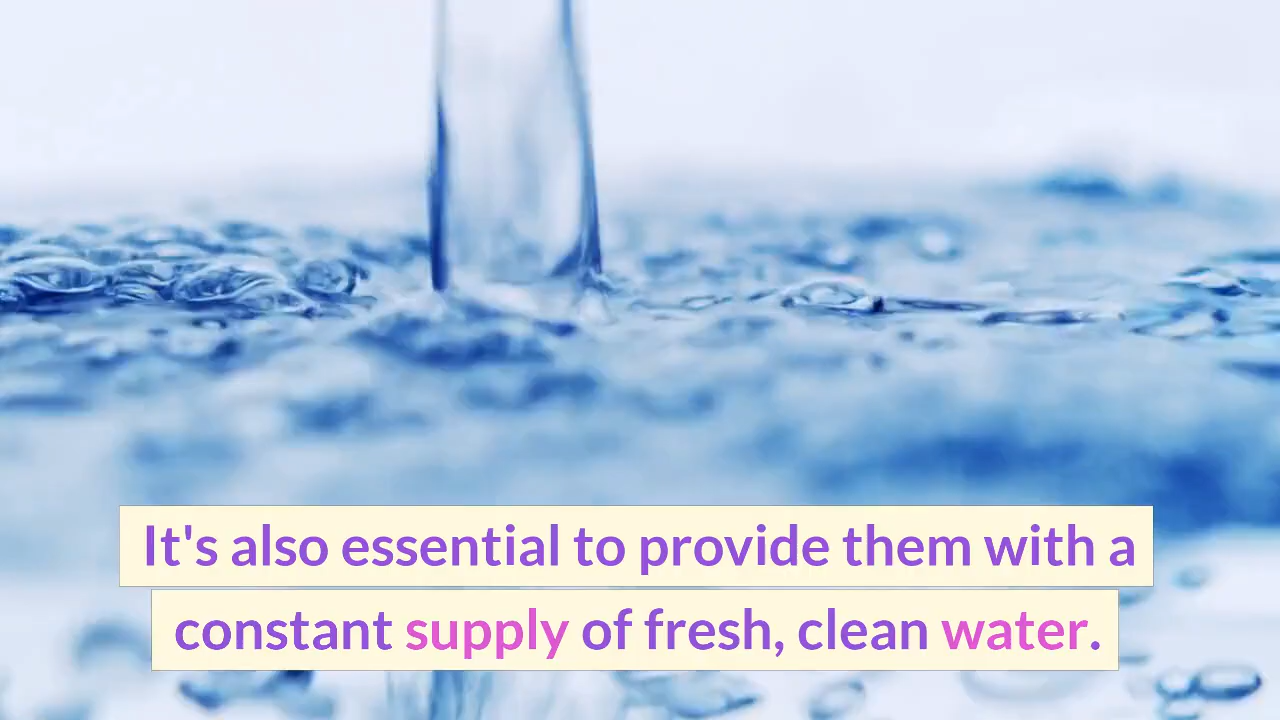 It's also essential to provide them with a
constant supply of fresh, clean water.